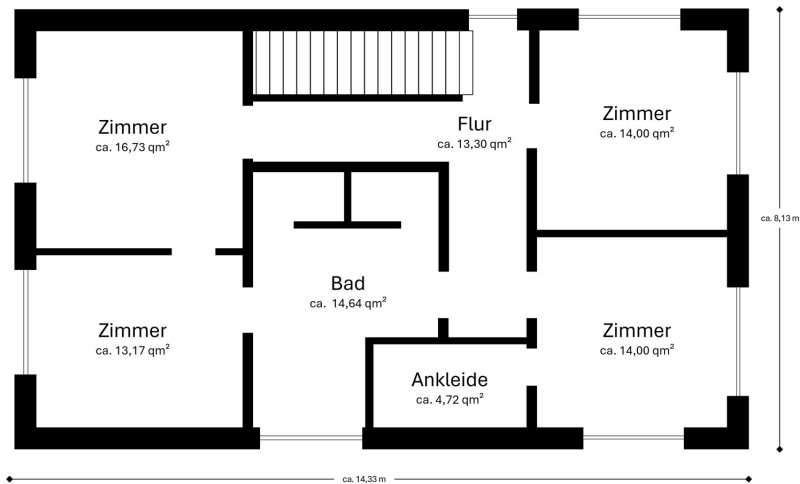 Zimmer
ca. 16,73 qm²
Flur
ca. 13,30 qm²
Zimmer
ca. 14,00 qm²
ca. 8,13 m
Bad
ca. 14,64 qm²
Zimmer
ca. 13,17 qm²
Zimmer
ca. 14,00 qm²
Ankleide
ca. 4,72 qm²
ca. 14,33 m